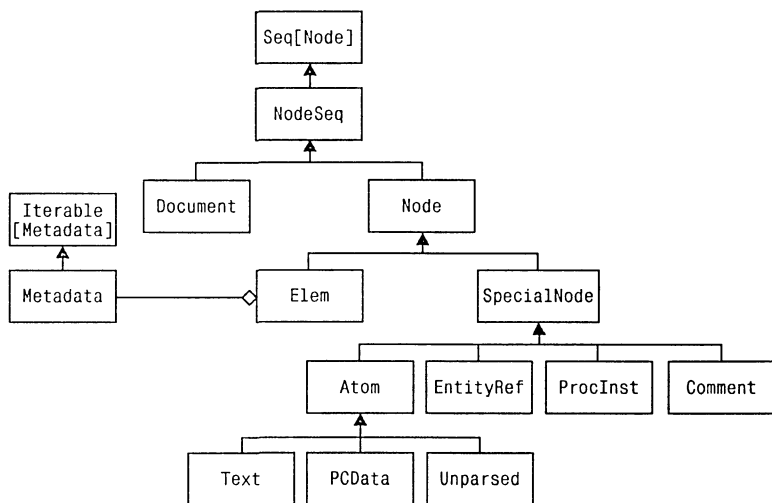 Seq[Node]
NodeSeq
Document
Node
Iterable
[Metadata]
Metadata
Elem
SpecialNode
Atom
EntityRef
ProcInst
Comment
Text
PCData
Unparsed